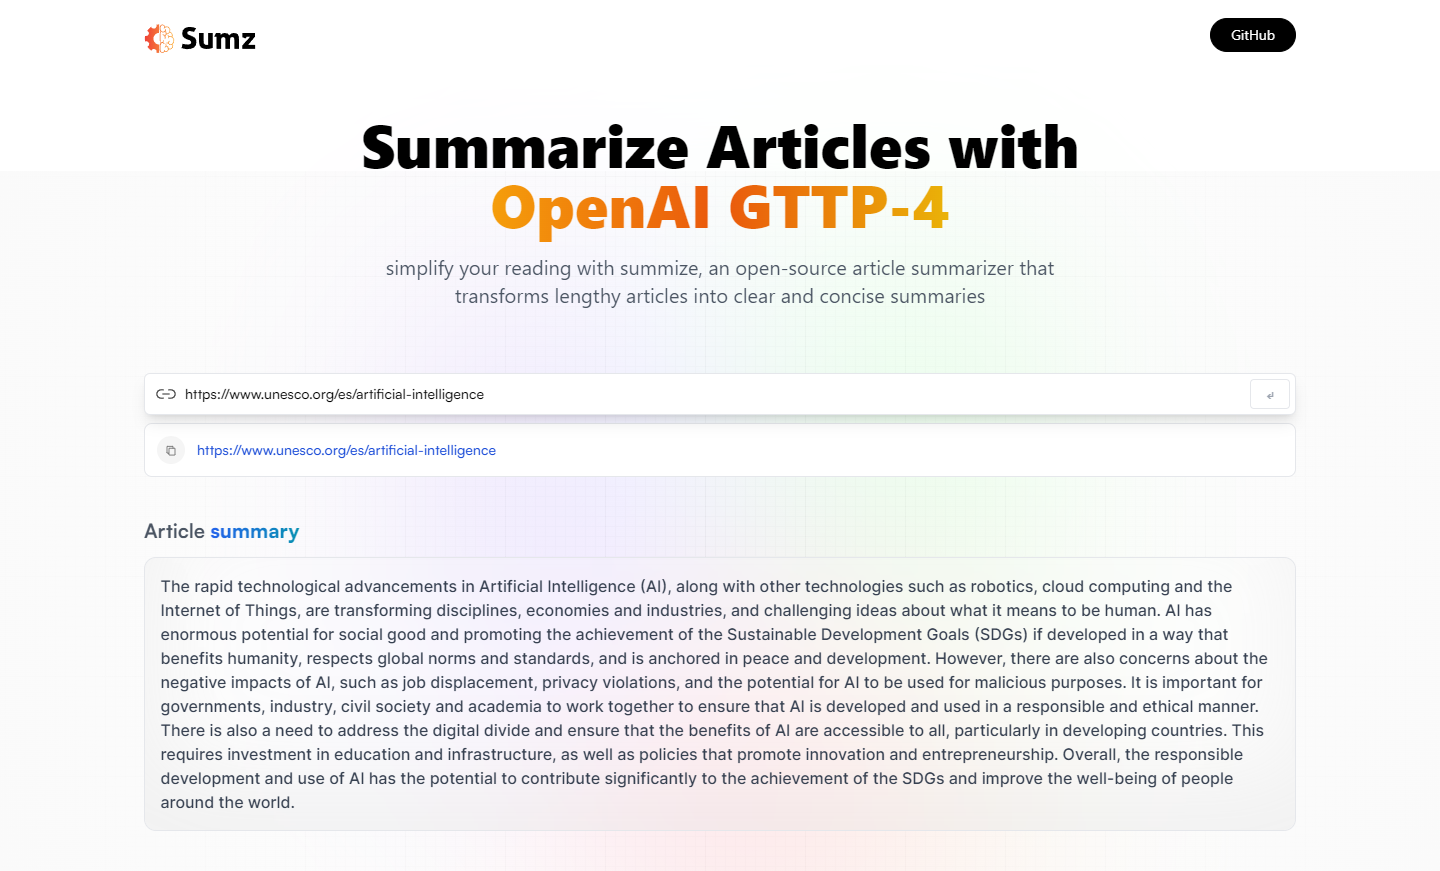 Sumz
GitHub
Summarize Articles with
OpenAI GTTP-4
simplify your reading with summize, an open-source article summarizer that
transforms lengthy articles into clear and concise summaries
https://www.unesco.org/es/artificial-intelligence
https://www.unesco.org/es/artificial-intelligence
Article summary
The rapid technological advancements in Artificial Intelligence (AI), along with other technologies such as robotics, cloud computing and the
Internet of Things, are transforming disciplines, economies and industries, and challenging ideas about what it means to be human. AI has
enormous potential for social good and promoting the achievement of the Sustainable Development Goals (SDGs) if developed in a way that
benefits humanity, respects global norms and standards, and is anchored in peace and development. However, there are also concerns about the
negative impacts of AI, such as job displacement, privacy violations, and the potential for AI to be used for malicious purposes. It is important for
governments, industry, civil society and academia to work together to ensure that AI is developed and used in a responsible and ethical manner.
There is also a need to address the digital divide and ensure that the benefits of AI are accessible to all, particularly in developing countries. This
requires investment in education and infrastructure, as well as policies that promote innovation and entrepreneurship. Overall, the responsible
development and use of AI has the potential to contribute significantly to the achievement of the SDGs and improve the well-being of people
around the world.